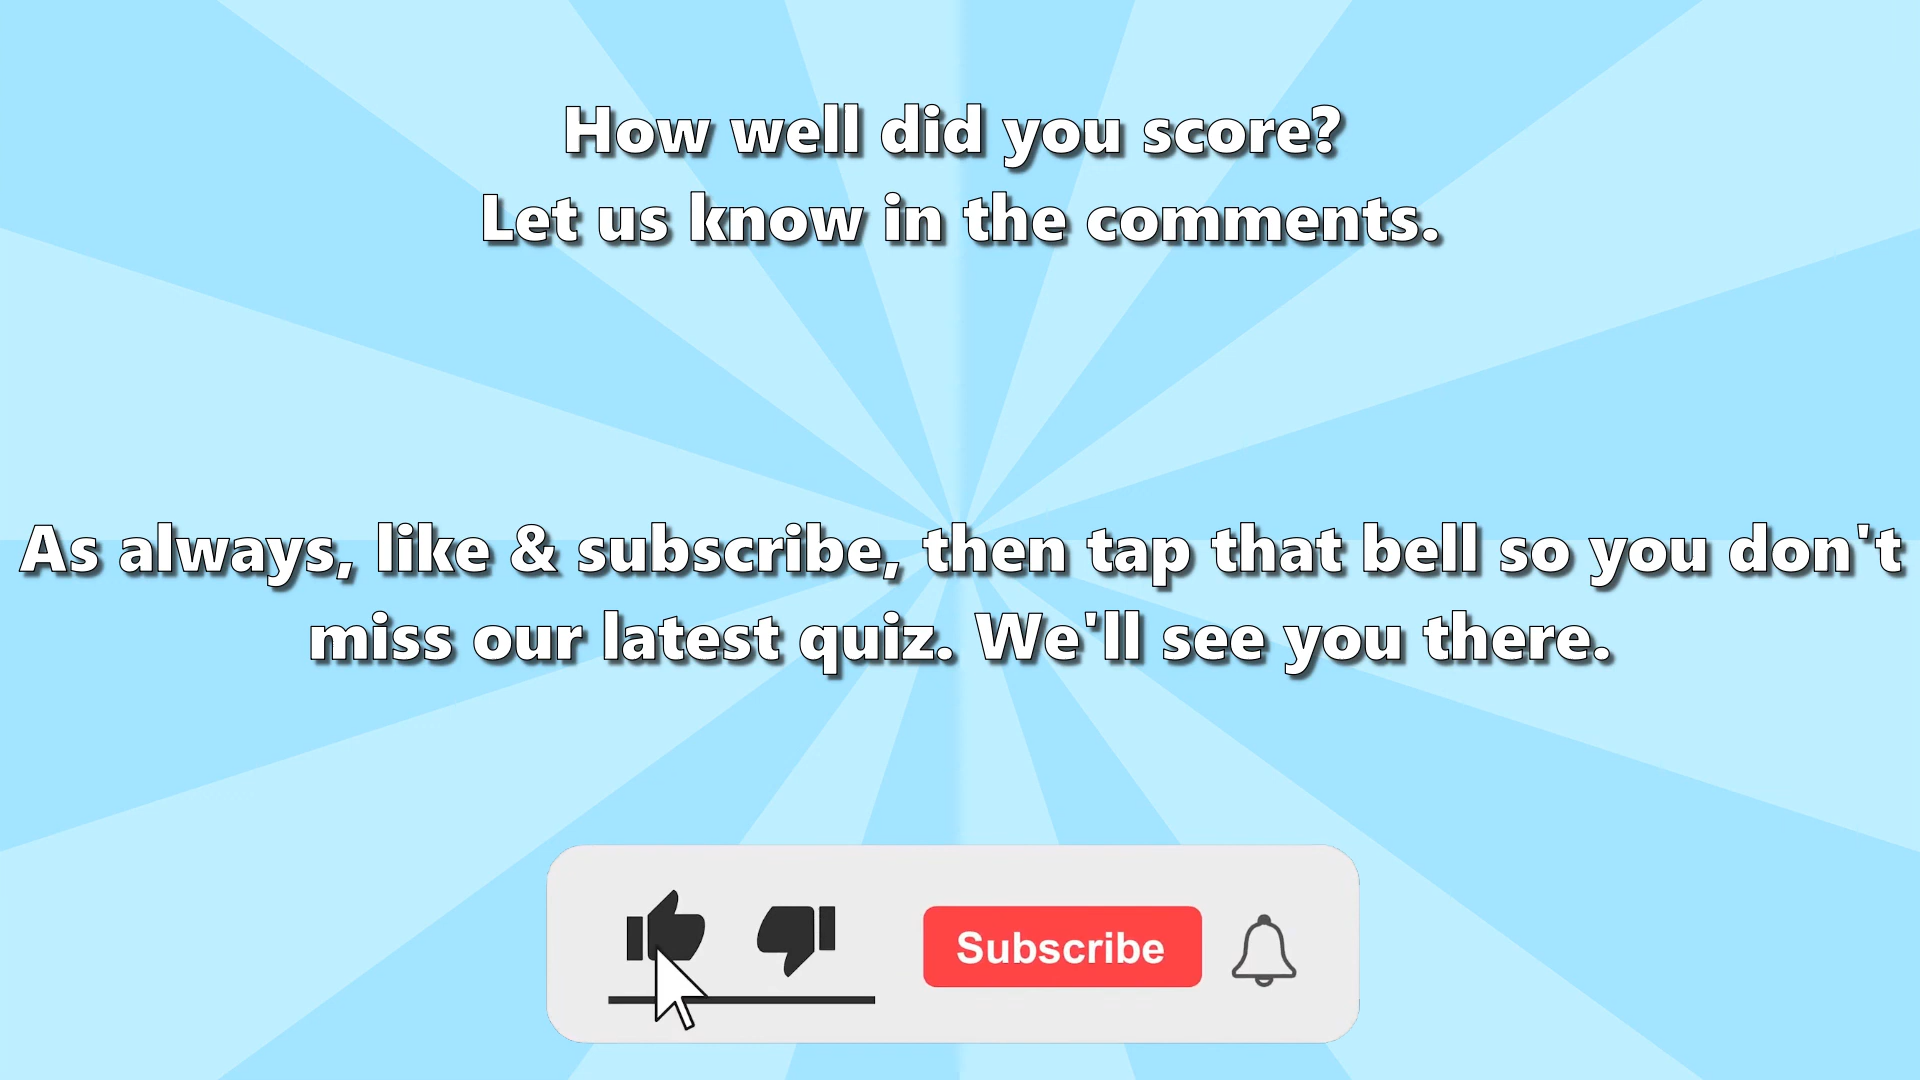 How well did you score?
Let us know in the comments.
As always, like & subscribe, then tap that bell so you don't
miss our latest quiz. We'll see you there.
Subscribe